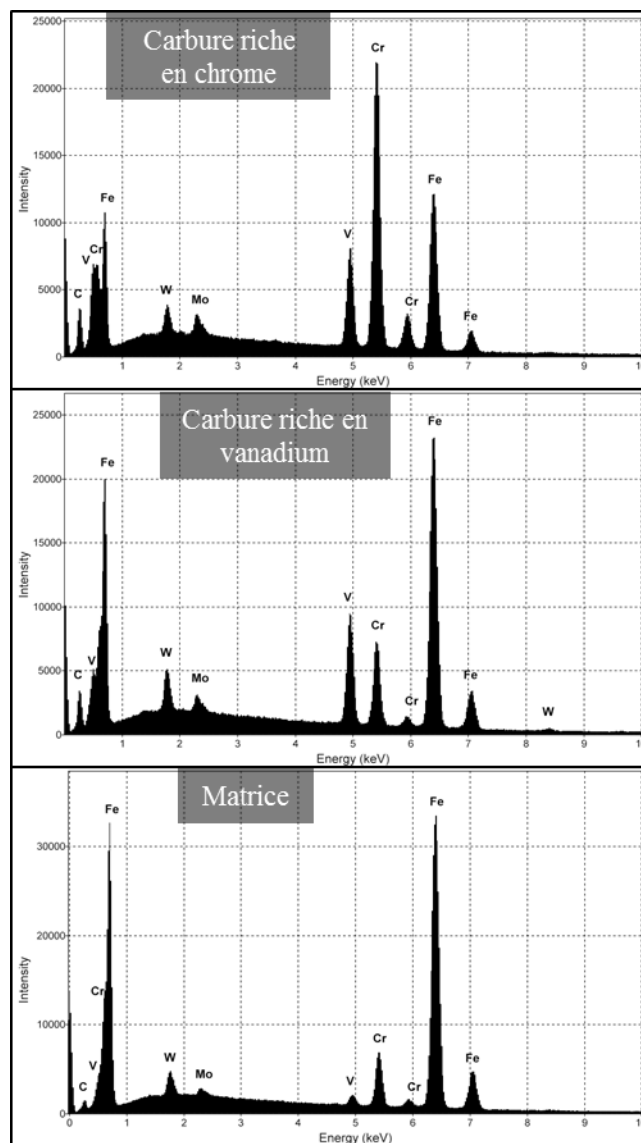 Carbure riche
en chrome
25000
20000
15000
10000
5000
0
Intensity
C
V
Cr
Fe
W
Mo
V
Cr
Cr
Fe
Fe
1 2 3 4 5 6 7 8 9 10
Energy (keV)
Carbure riche en
vanadium
25000
20000
15000
10000
5000
0
Intensity
C
V
Fe
W
Mo
V
Cr
Cr
Fe
Fe
W
1 2 3 4 5 6 7 8 9
Energy (keV)
Matrice
30000
20000
10000
0
Intensity
C
V
Cr
Fe
W
Mo
V
Cr
Cr
Fe
Fe
0 1 2 3 4 5 6 7 8 9
Energy (keV)